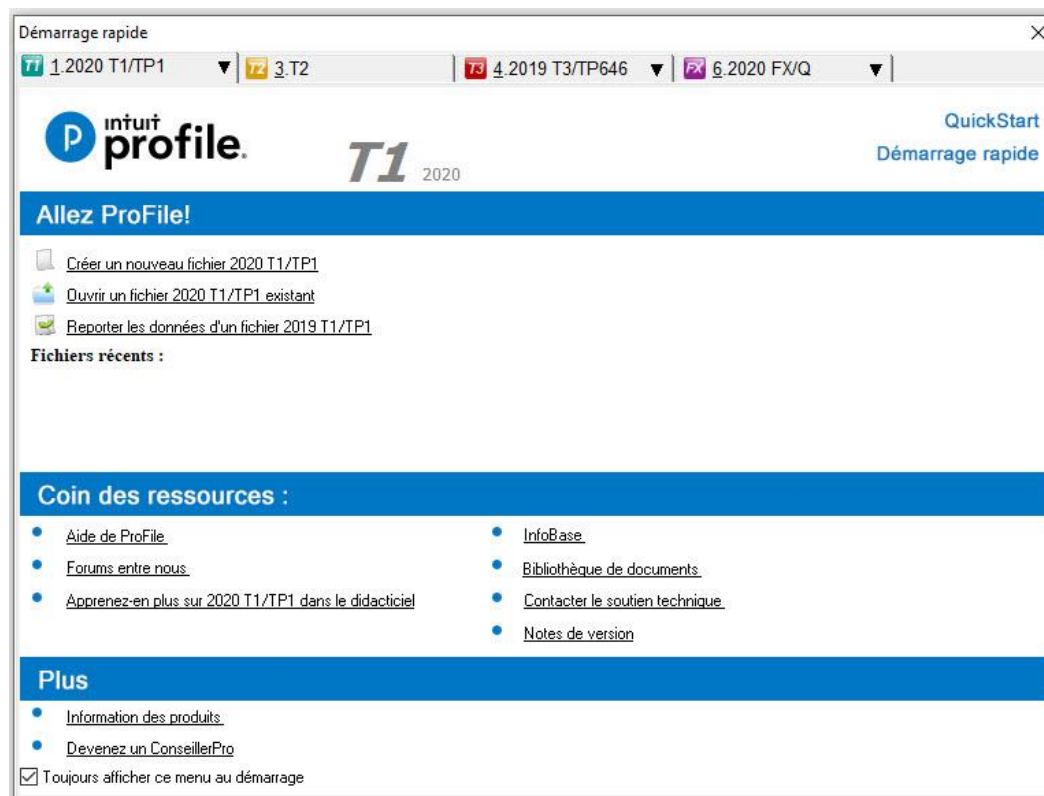 Démarrage rapide
T1 1.2020 T1/TP1 T2 3.T2 T3 4.2019 T3/TP646 FX 6.2020 FX/Q
P intuit profile. T1 2020
QuickStart
Démarrage rapide
Allez ProFile!
Créer un nouveau fichier 2020 T1/TP1
Ouvrir un fichier 2020 T1/TP1 existant
Reporter les données d'un fichier 2019 T1/TP1
Fichiers récents :
Coin des ressources :
Aide de ProFile
Forums entre nous
Apprenez-en plus sur 2020 T1/TP1 dans le didacticiel
InfoBase
Bibliothèque de documents
Contacter le soutien technique
Notes de version
Plus
Information des produits
Devenez un ConseillerPro
Toujours afficher ce menu au démarrage